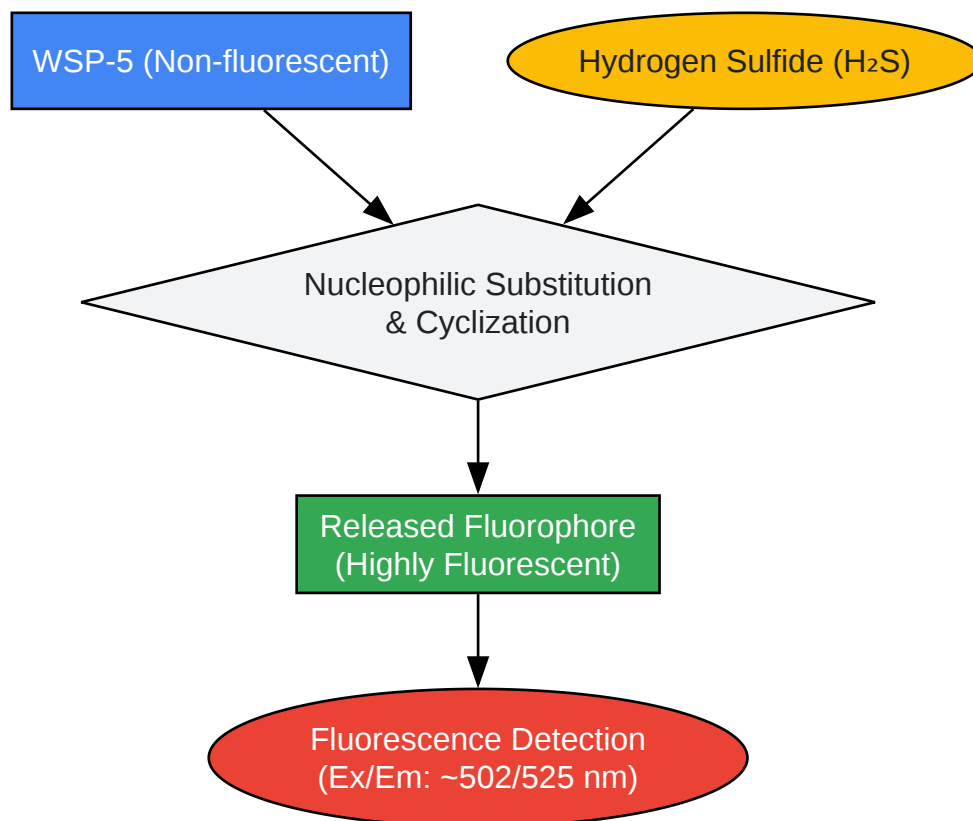 WSP-5 (Non-fluorescent)
Hydrogen Sulfide (H₂S)
Nucleophilic Substitution
& Cyclization
Released Fluorophore
(Highly Fluorescent)
Fluorescence Detection
(Ex/Em: ~502/525 nm)